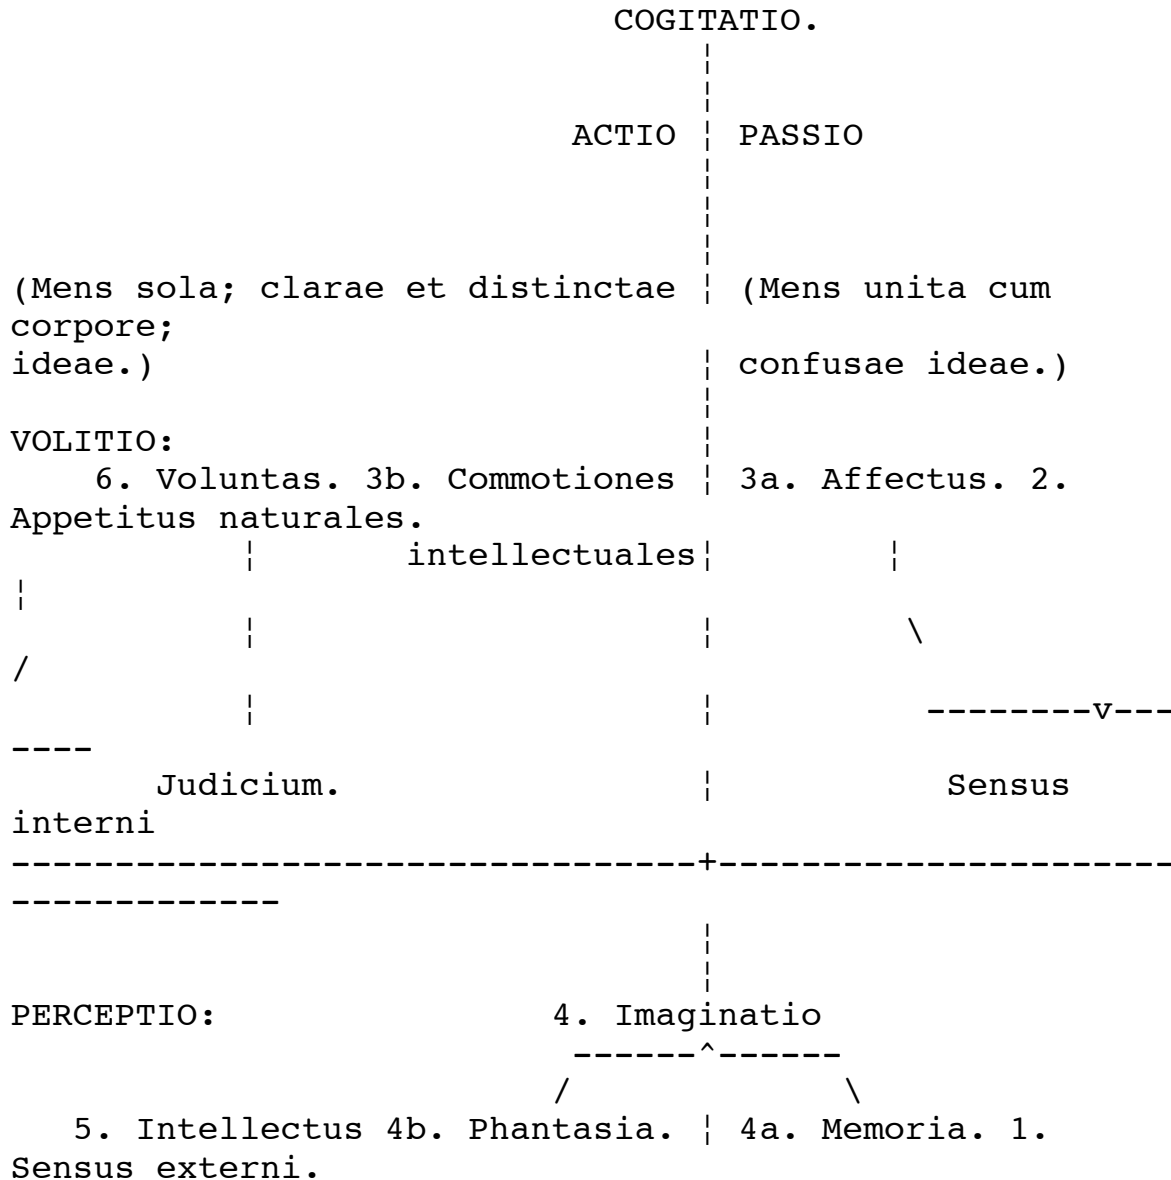 COGITATIO.
                                 ¦
                                 ¦
                           ACTIO ¦ PASSIO
                                 ¦
                                 ¦
                                 ¦
(Mens sola; clarae et distinctae ¦ (Mens unita cum
corpore;
ideae.)                          ¦ confusae ideae.)
                                 ¦
VOLITIO:                         ¦
    6. Voluntas. 3b. Commotiones ¦ 3a. Affectus. 2.
Appetitus naturales.
           ¦       intellectuales¦        ¦
¦
           ¦                     ¦         \
/
           ¦                     ¦          --------v---
----
       Judicium.                 ¦           Sensus
interni
---------------------------------+----------------------
-------------
                                 ¦
                                 ¦
PERCEPTIO:                4. Imaginatio
                           ------^------
                          /             \
   5. Intellectus 4b. Phantasia. ¦ 4a. Memoria. 1.
Sensus externi.